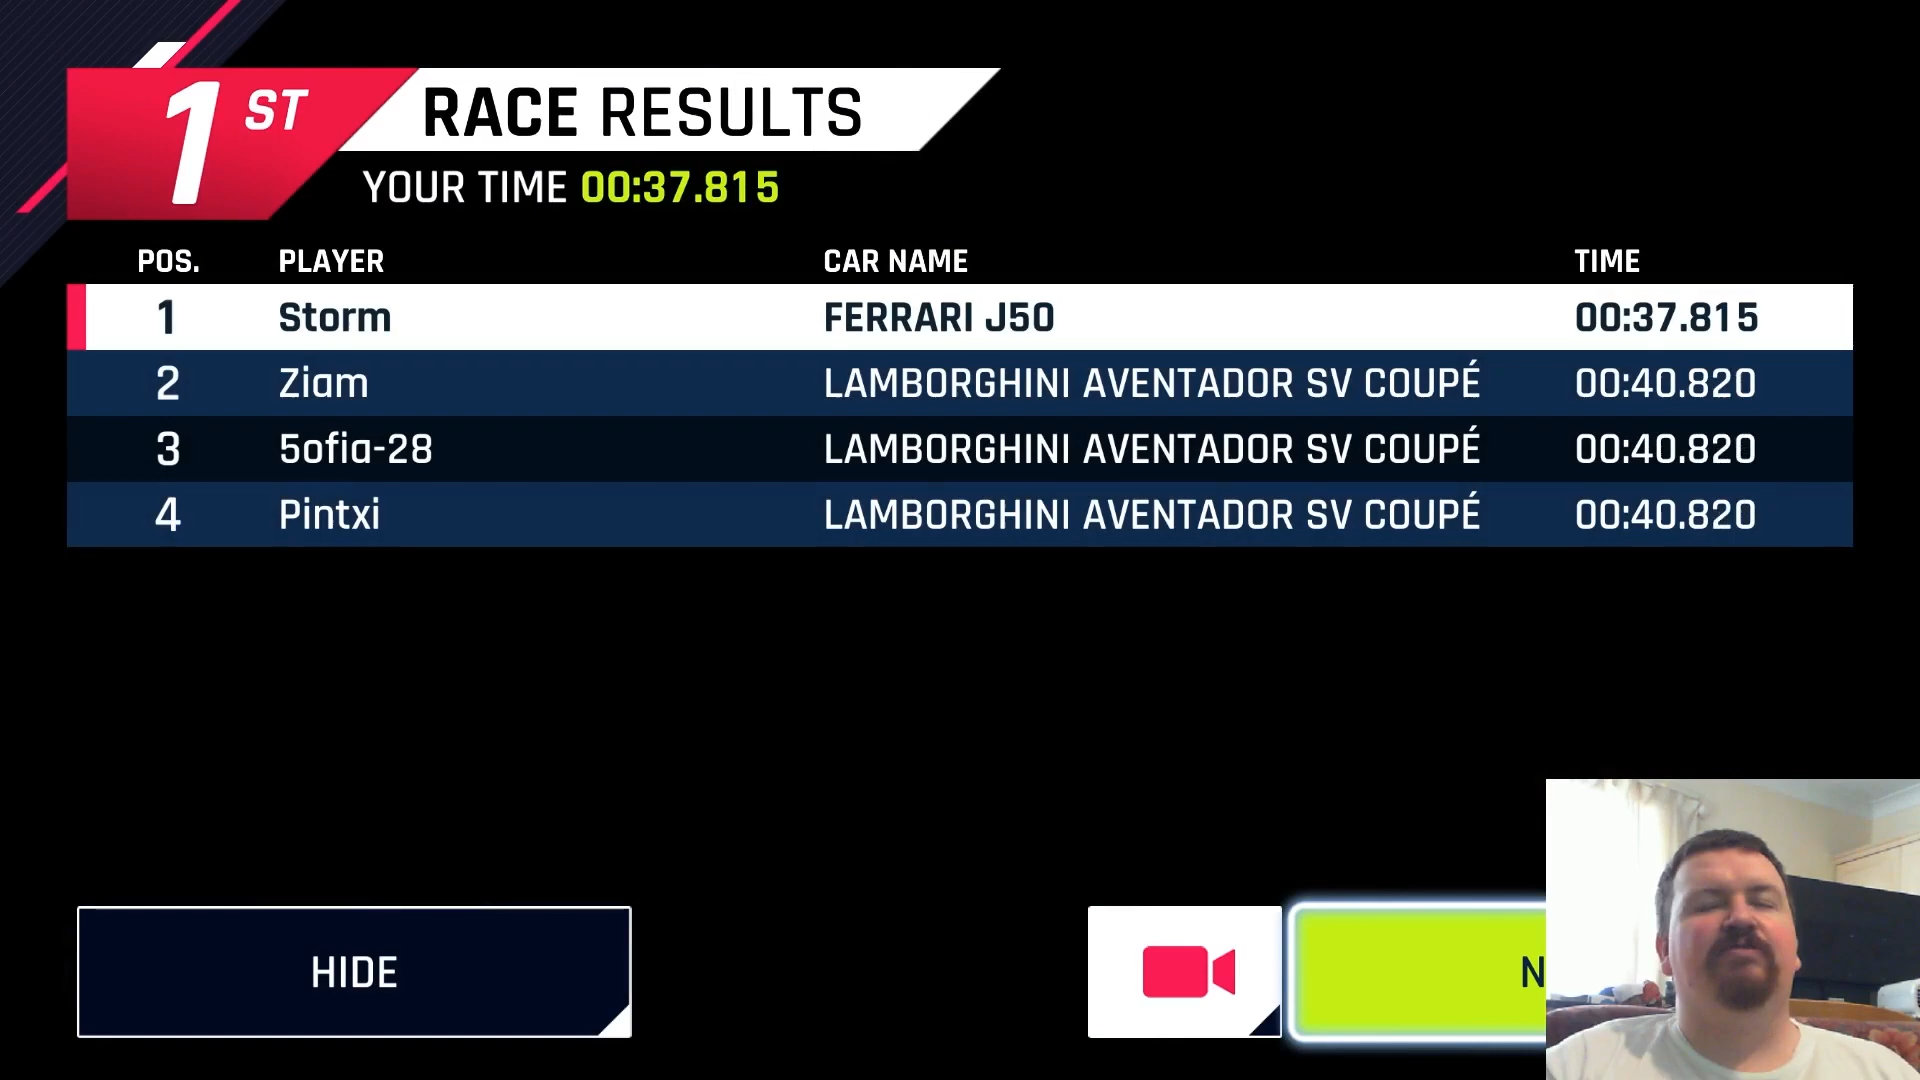 1ST
RACE RESULTS
YOUR TIME 00:37.815
POS. PLAYER CAR NAME TIME
1 Storm FERRARI J50 00:37.815
2 Ziam LAMBORGHINI AVENTADOR SV COUPÉ 00:40.820
3 5ofia-28 LAMBORGHINI AVENTADOR SV COUPÉ 00:40.820
4 Pintxi LAMBORGHINI AVENTADOR SV COUPÉ 00:40.820
HIDE
N